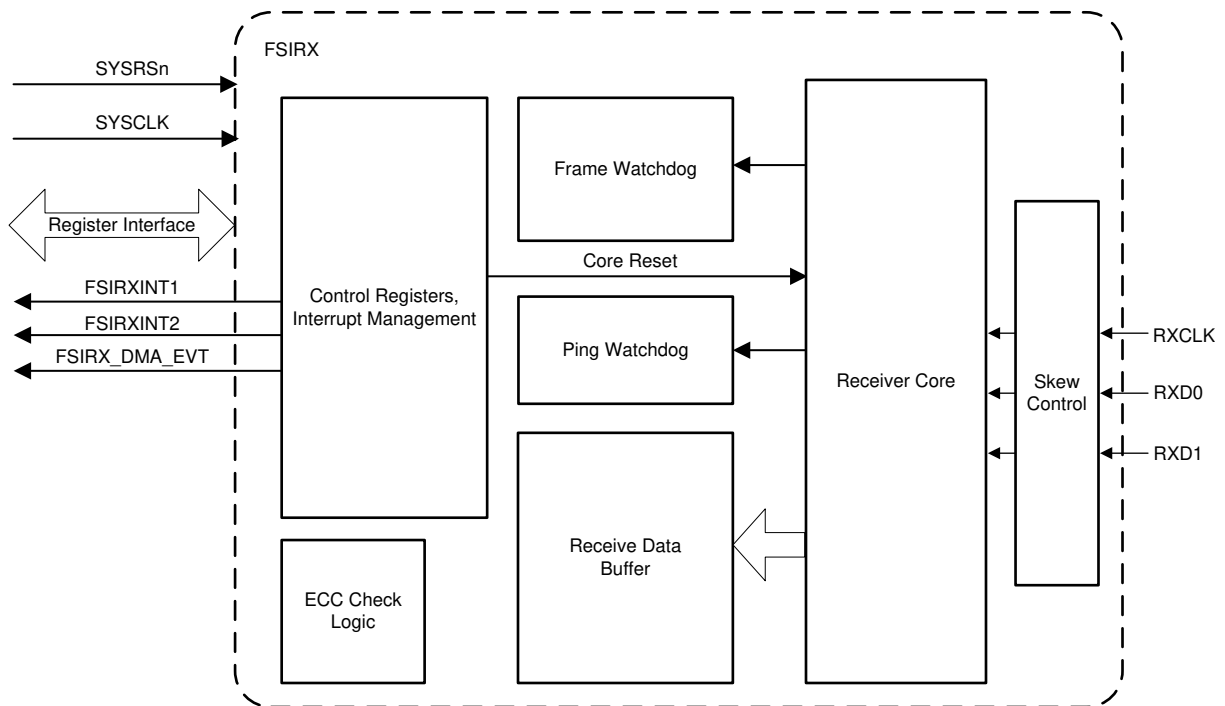 FSIRX
SYSRSn
SYSCLK
Register Interface
FSIRXINT1
FSIRXINT2
FSIRX_DMA_EVT
Control Registers,
Interrupt Management
ECC Check
Logic
Frame Watchdog
Core Reset
Ping Watchdog
Receive Data
Buffer
Receiver Core
Skew
Control
RXCLK
RXD0
RXD1